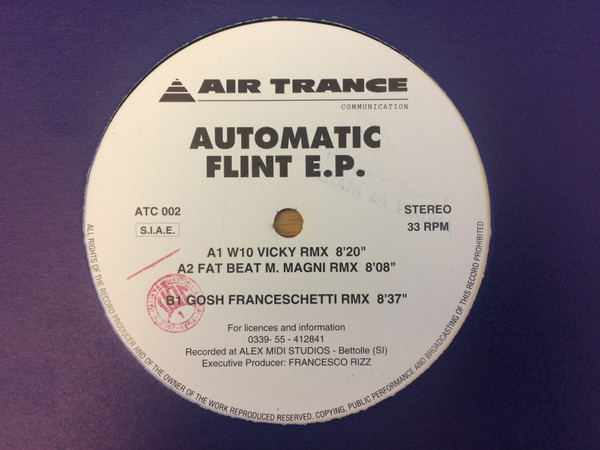 AIR TRANCE
COMMUNICATION
AUTOMATIC
FLINT E.P.
ATC 002
S.I.A.E.
STEREO
33 RPM
A1 W10 VICKY RMX 8'20"
A2 FAT BEAT M. MAGNI RMX 8'08"
B1 GOSH FRANCESCHETTI RMX 8'37"
For licences and information
0339- 55 - 412841
Recorded at ALEX MIDI STUDIOS - Bettolle (SI)
Executive Producer: FRANCESCO RIZZ
ALL RIGHTS OF THE RECORD PRODUCER AND OF THE OWNER OF THE WORK REPRODUCED RESERVED. COPYING, PUBLIC PERFORMANCE AND BROADCASTING OF THIS RECORD PROHIBITED